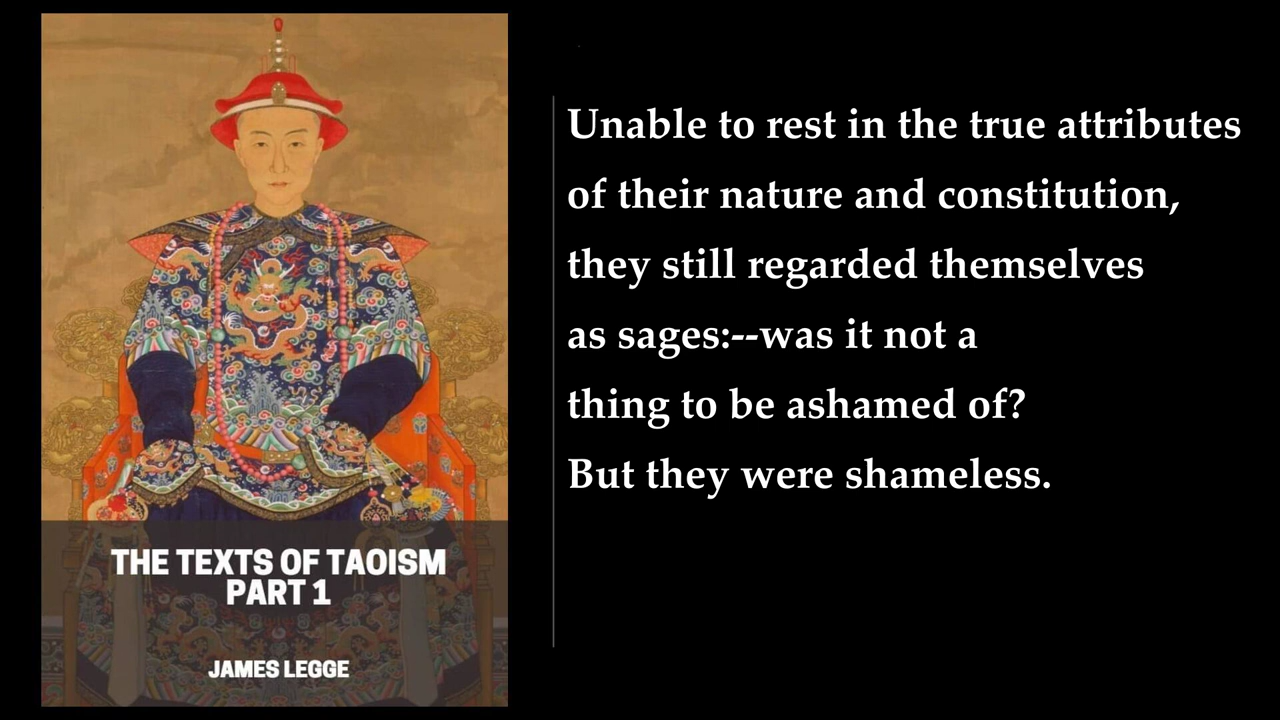 THE TEXTS OF TAOISM
PART 1
JAMES LEGGE
Unable to rest in the true attributes
of their nature and constitution,
they still regarded themselves
as sages:--was it not a
thing to be ashamed of?
But they were shameless.